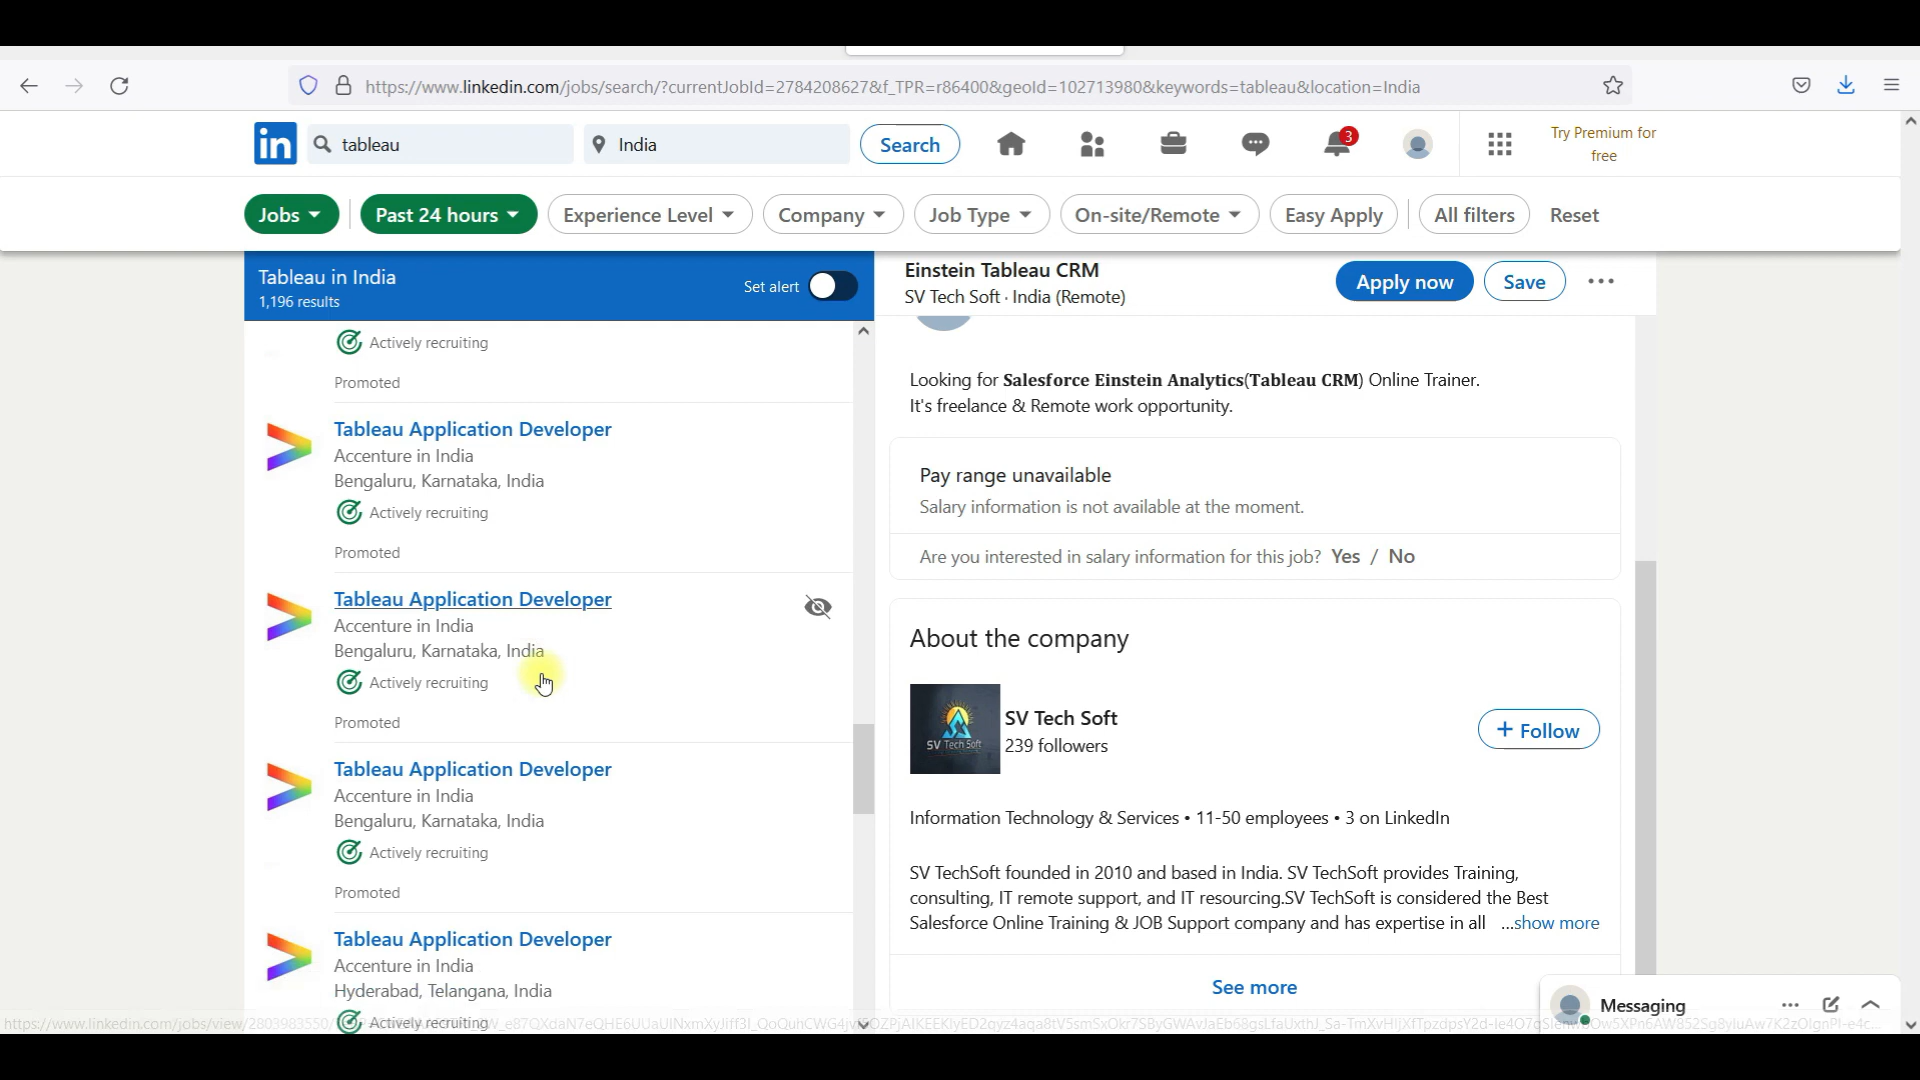 https://www.linkedin.com/jobs/search/?currentJobId=2784208627&f_TPR=r86400&geoId=102713980&keywords=tableau&location=India
in
tableau
India
Search
3
Try Premium for
free
Jobs
Past 24 hours
Experience Level
Company
Job Type
On-site/Remote
Easy Apply
All filters
Reset
Tableau in India
1,196 results
Set alert
Actively recruiting
Promoted
Tableau Application Developer
Accenture in India
Bengaluru, Karnataka, India
Actively recruiting
Promoted
Tableau Application Developer
Accenture in India
Bengaluru, Karnataka, India
Actively recruiting
Promoted
Tableau Application Developer
Accenture in India
Bengaluru, Karnataka, India
Actively recruiting
Promoted
Tableau Application Developer
Accenture in India
Hyderabad, Telangana, India
Actively recruiting
Einstein Tableau CRM
SV Tech Soft · India (Remote)
Apply now
Save
Looking for Salesforce Einstein Analytics(Tableau CRM) Online Trainer.
It's freelance & Remote work opportunity.
Pay range unavailable
Salary information is not available at the moment.
Are you interested in salary information for this job? Yes / No
About the company
SV Tech Soft
SV Tech Soft
239 followers
+ Follow
Information Technology & Services • 11-50 employees • 3 on LinkedIn
SV TechSoft founded in 2010 and based in India. SV TechSoft provides Training,
consulting, IT remote support, and IT resourcing.SV TechSoft is considered the Best
Salesforce Online Training & JOB Support company and has expertise in all ...show more
See more
Messaging